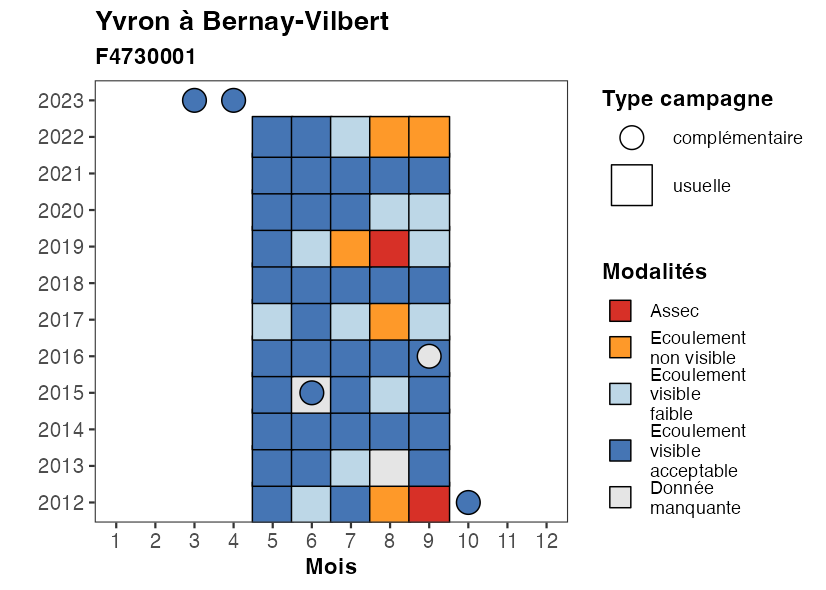 Yvron à Bernay-Vilbert
F4730001
2023
2022
2021
2020
2019
2018
2017
2016
2015
2014
2013
2012
1 2 3 4 5 6 7 8 9 10 11 12
Mois
Type campagne
complémentaire
usuelle
Modalités
Assec
Ecoulement
non visible
Ecoulement
visible
faible
Ecoulement
visible
acceptable
Donnée
manquante